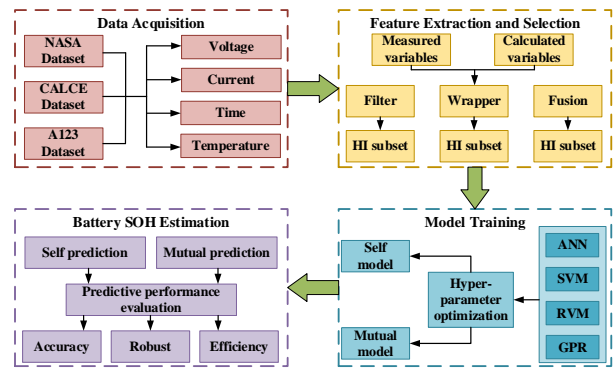 Data Acquisition
NASA
Dataset
CALCE
Dataset
A123
Dataset
Voltage
Current
Time
Temperature
Feature Extraction and Selection
Measured
variables
Calculated
variables
Filter
Wrapper
Fusion
HI subset
HI subset
HI subset
Battery SOH Estimation
Self prediction
Mutual prediction
Predictive performance
evaluation
Accuracy
Robust
Efficiency
Model Training
Self
model
Mutual
model
Hyper-
parameter
optimization
ANN
SVM
RVM
GPR